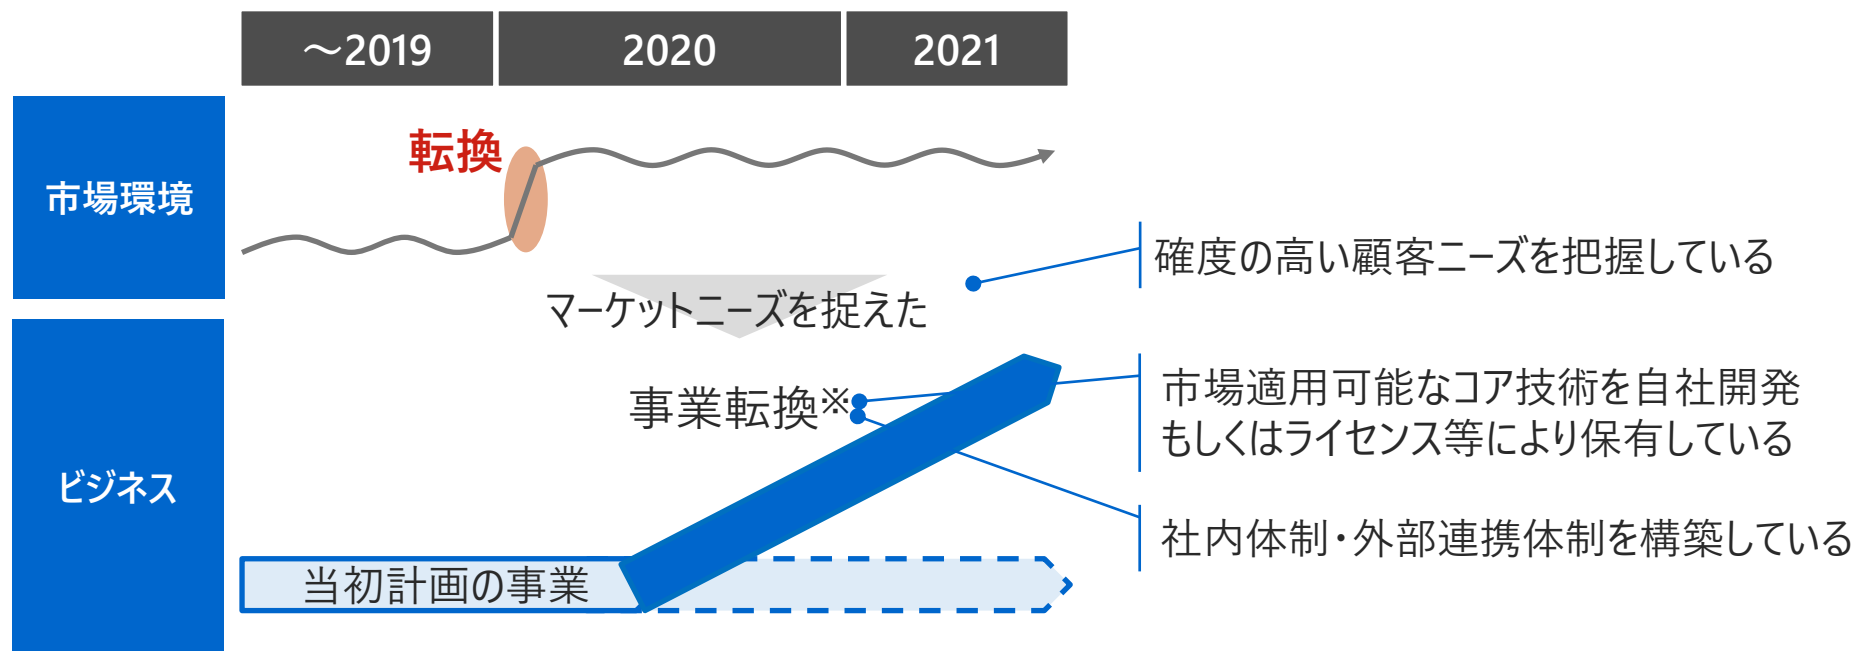 ～2019
2020
2021
市場環境
転換
確度の高い顧客ニーズを把握している
マーケットニーズを捉えた
ビジネス
事業転換※
市場適用可能なコア技術を自社開発
もしくはライセンス等により保有している
社内体制・外部連携体制を構築している
当初計画の事業